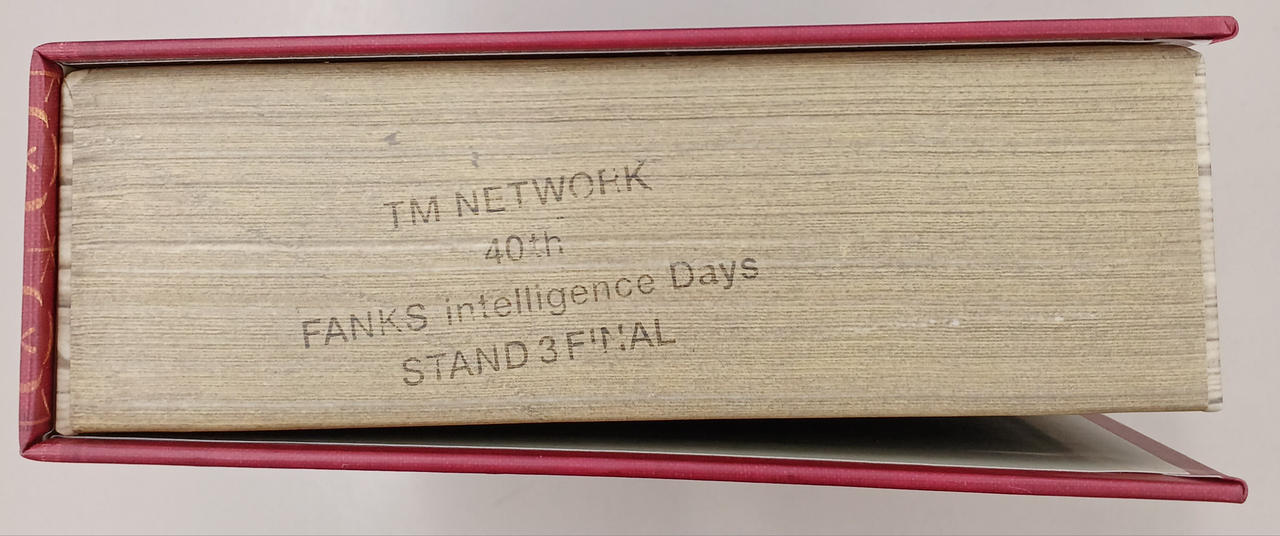 TM NETWORK
40th
FANKS intelligence Days
STAND 3 FINAL